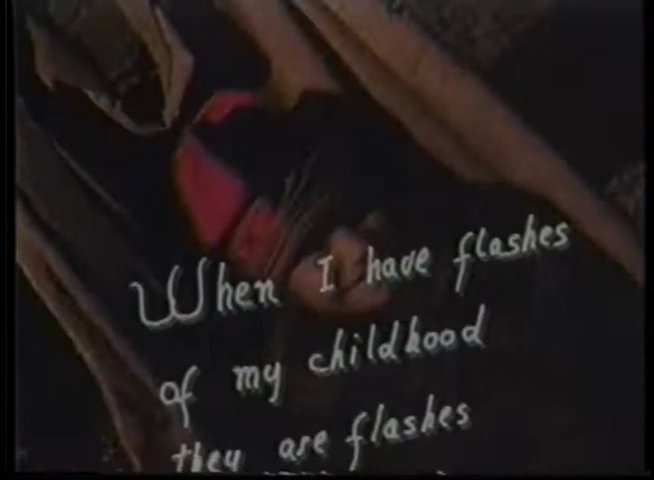 When I have flashes
of my childhood
they are flashes